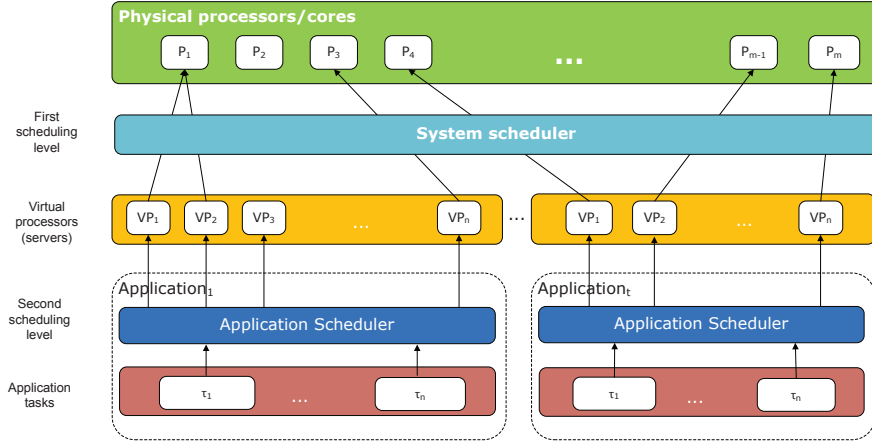 Physical processors/cores
P1 P2 P3 P4 ... Pm-1 Pm
First
scheduling
level
System scheduler
Virtual
processors
(servers)
VP1 VP2 VP3 ... VPn ... VP1 VP2 ... VPn
Application1 Applicationt
Second
scheduling
level
Application Scheduler Application Scheduler
Application
tasks
τ1 ... τn τ1 ... τn